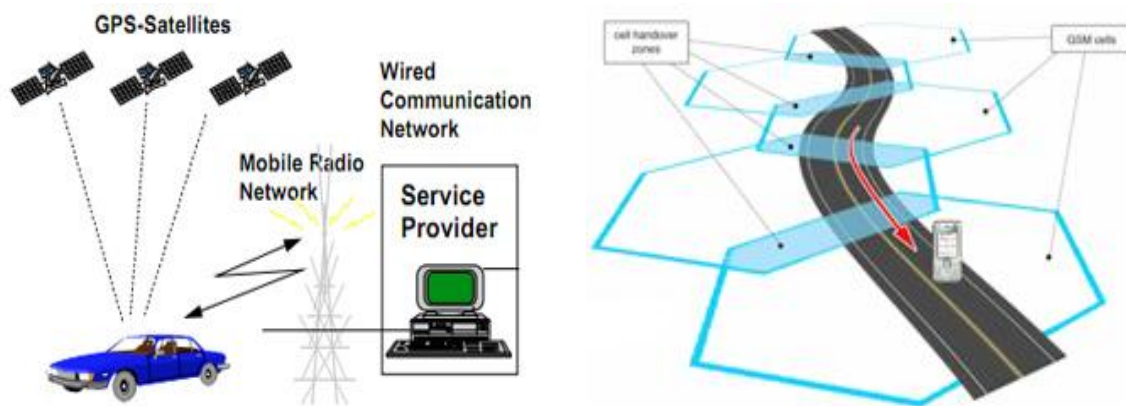 GPS-Satellites
Wired
Communication
Network
Mobile Radio
Network
Service
Provider
cell handover
zones
GSM cells